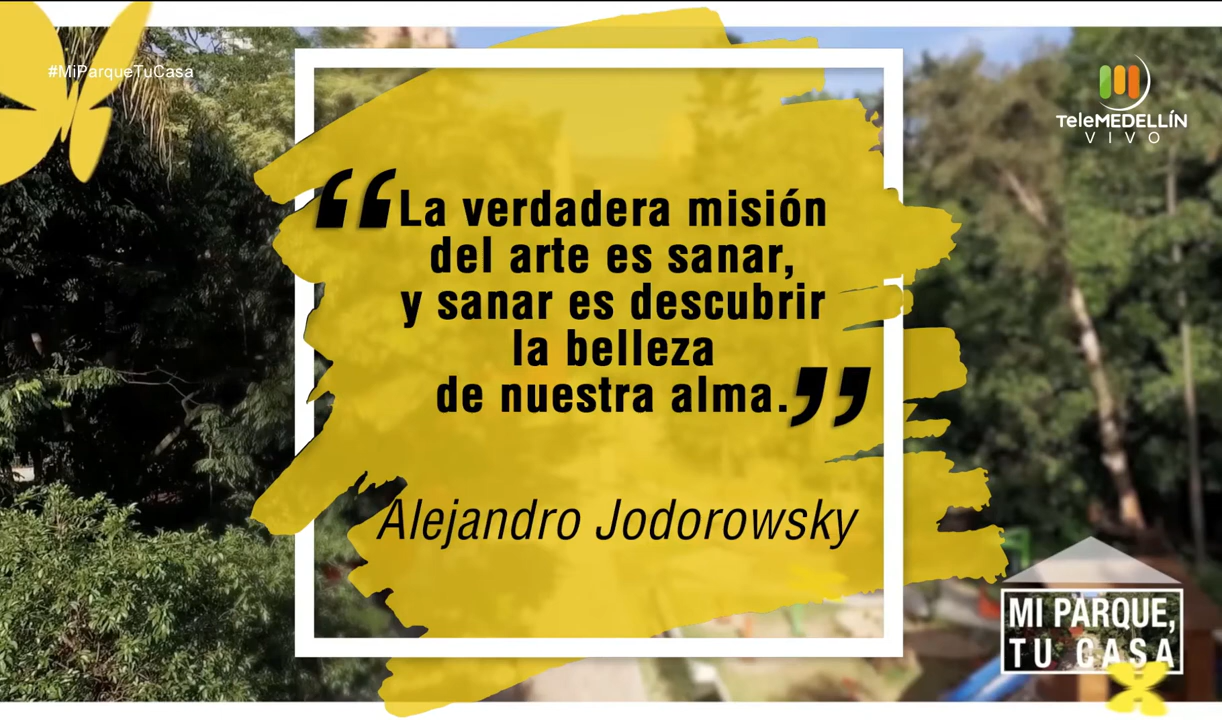 #MiParqueTuCasa
TeleMEDELLÍN
VIVO
“La verdadera misión
del arte es sanar,
y sanar es descubrir
la belleza
de nuestra alma.”
Alejandro Jodorowsky
MI PARQUE,
TU CASA